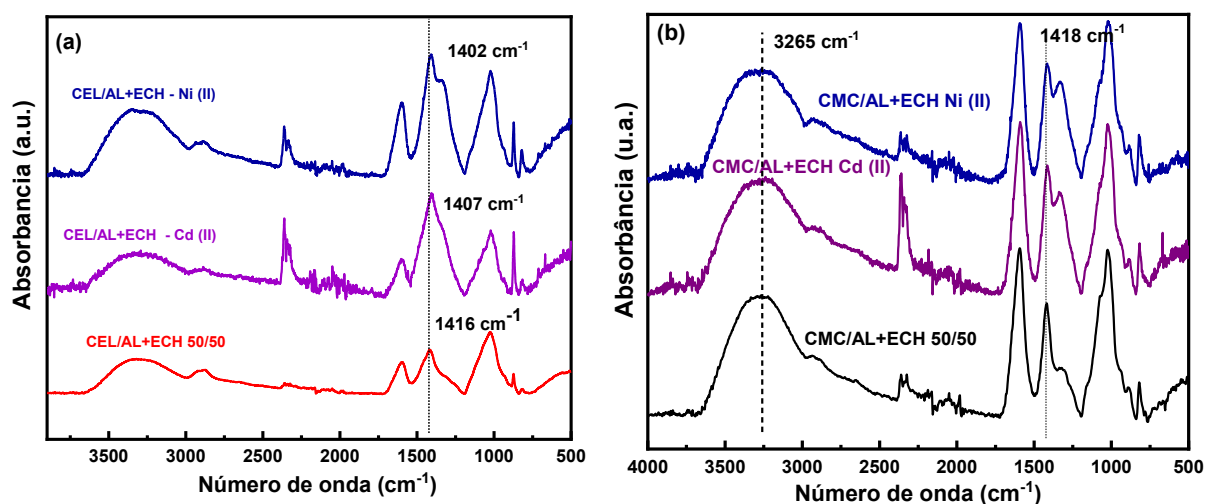 (a)
1402 cm⁻¹
CEL/AL+ECH - Ni (II)
1407 cm⁻¹
CEL/AL+ECH - Cd (II)
1416 cm⁻¹
CEL/AL+ECH 50/50
Absorbancia (a.u.)
3500 3000 2500 2000 1500 1000 500
Número de onda (cm⁻¹)
(b)
3265 cm⁻¹
1418 cm⁻¹
CMC/AL+ECH Ni (II)
CMC/AL+ECH Cd (II)
CMC/AL+ECH 50/50
Absorbância (u.a.)
4000 3500 3000 2500 2000 1500 1000 500
Número de onda (cm⁻¹)